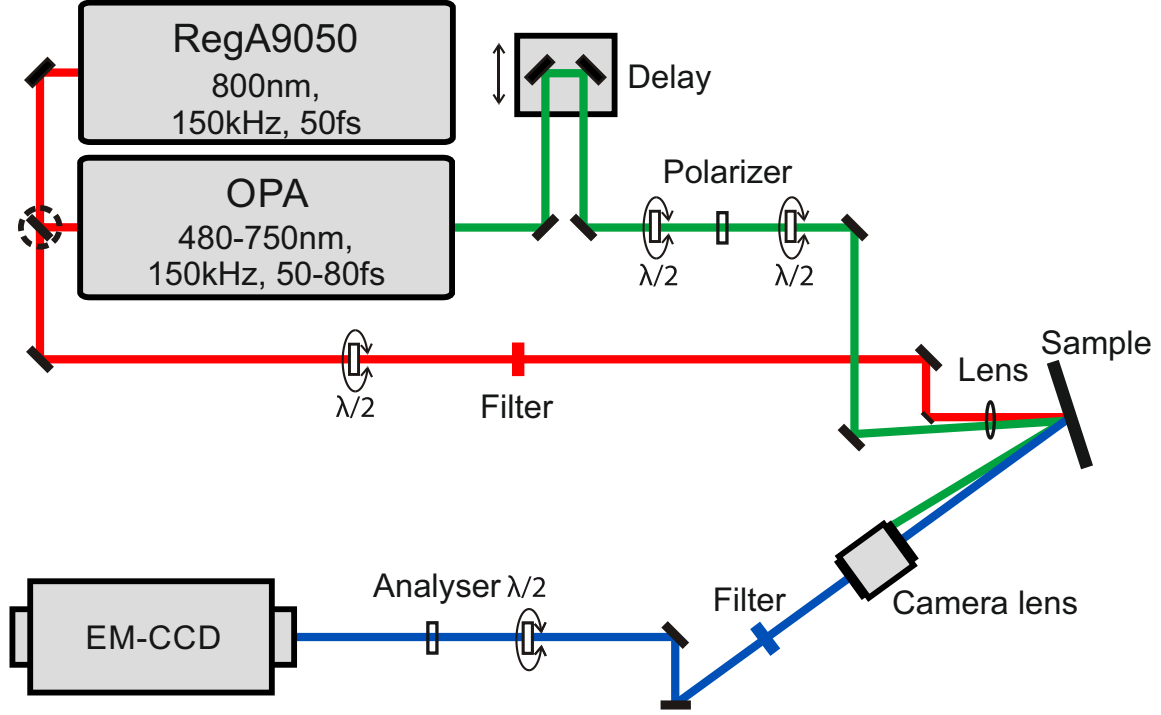 RegA9050
800nm,
150kHz, 50fs
Delay
OPA
480-750nm,
150kHz, 50-80fs
Polarizer
λ/2
λ/2
λ/2
Filter
Lens
Sample
Camera lens
Filter
Analyser λ/2
EM-CCD